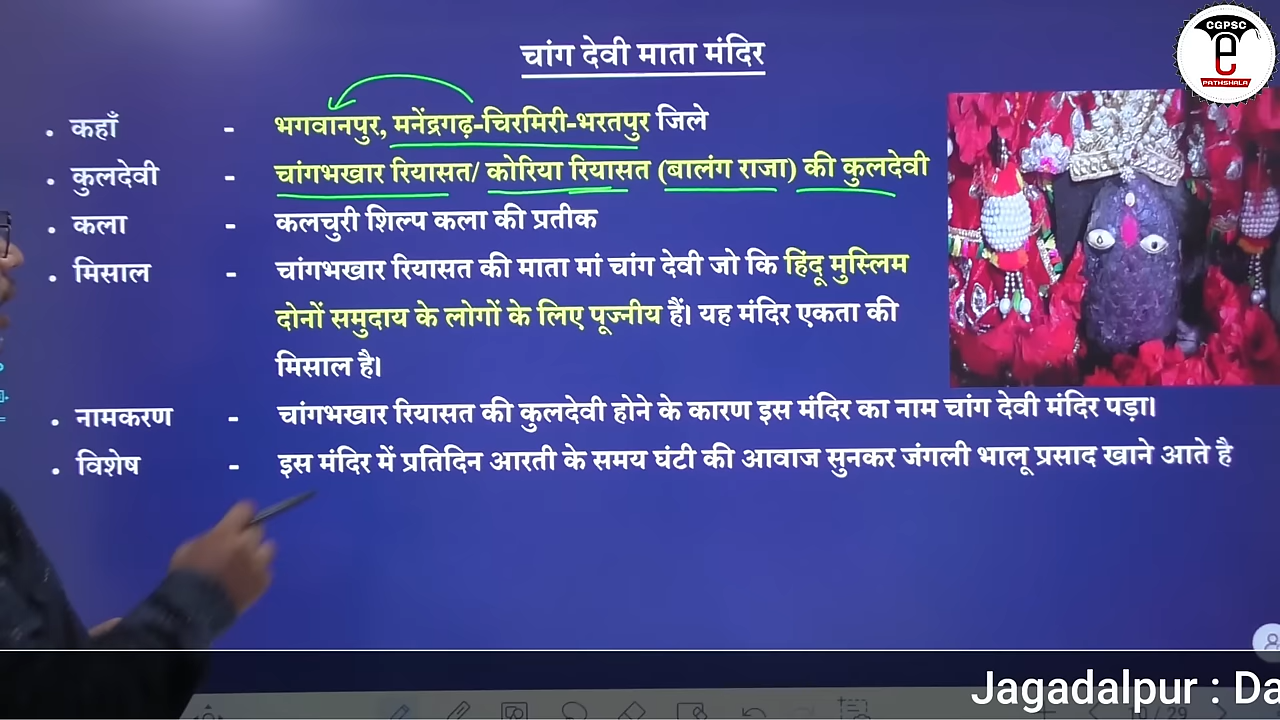 CGPSC
e
PATHSHALA
चांग देवी माता मंदिर
• कहाँ - भगवानपुर, मनेंद्रगढ़-चिरमिरी-भरतपुर जिले
• कुलदेवी - चांगभखार रियासत/ कोरिया रियासत (बालंग राजा) की कुलदेवी
• कला - कलचुरी शिल्प कला की प्रतीक
• मिसाल - चांगभखार रियासत की माता मां चांग देवी जो कि हिंदू मुस्लिम
दोनों समुदाय के लोगों के लिए पूज्नीय हैं। यह मंदिर एकता की
मिसाल है।
• नामकरण - चांगभखार रियासत की कुलदेवी होने के कारण इस मंदिर का नाम चांग देवी मंदिर पड़ा।
• विशेष - इस मंदिर में प्रतिदिन आरती के समय घंटी की आवाज सुनकर जंगली भालू प्रसाद खाने आते है
Jagadalpur : Da